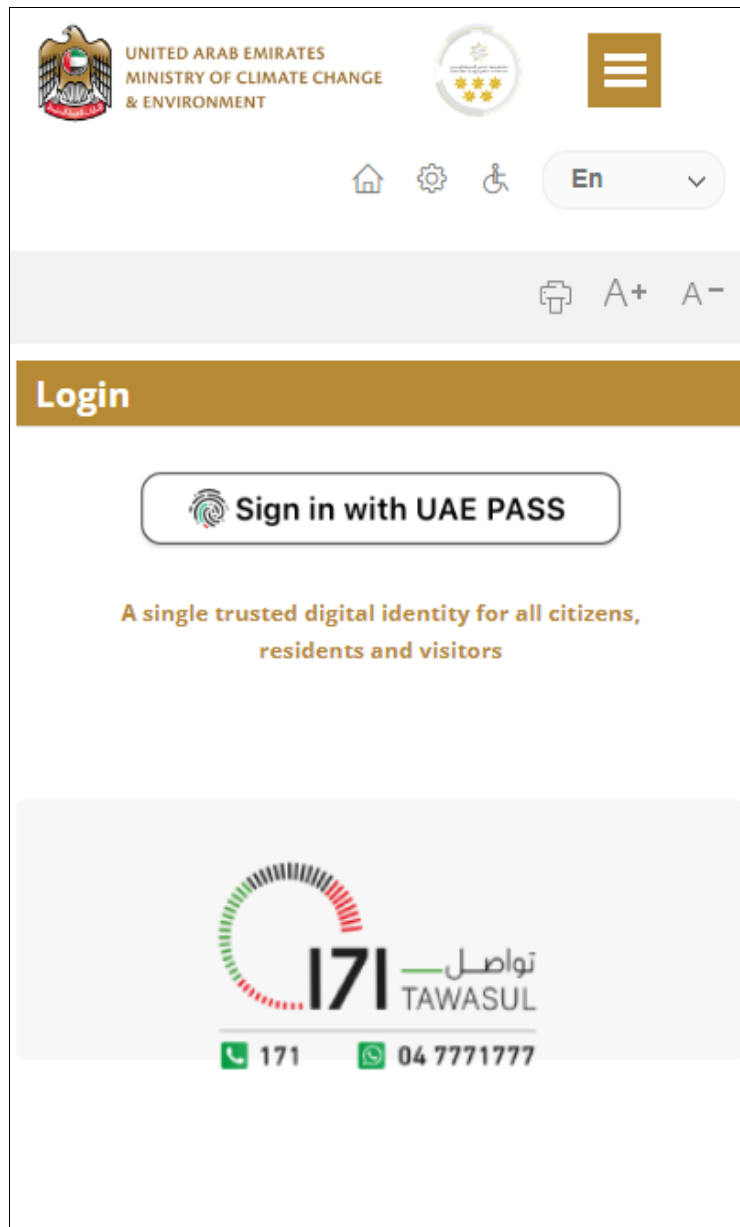 UNITED ARAB EMIRATES
MINISTRY OF CLIMATE CHANGE
& ENVIRONMENT
En
A+ A-
Login
Sign in with UAE PASS
A single trusted digital identity for all citizens,
residents and visitors
171 تواصل
TAWASUL
171 04 7771777